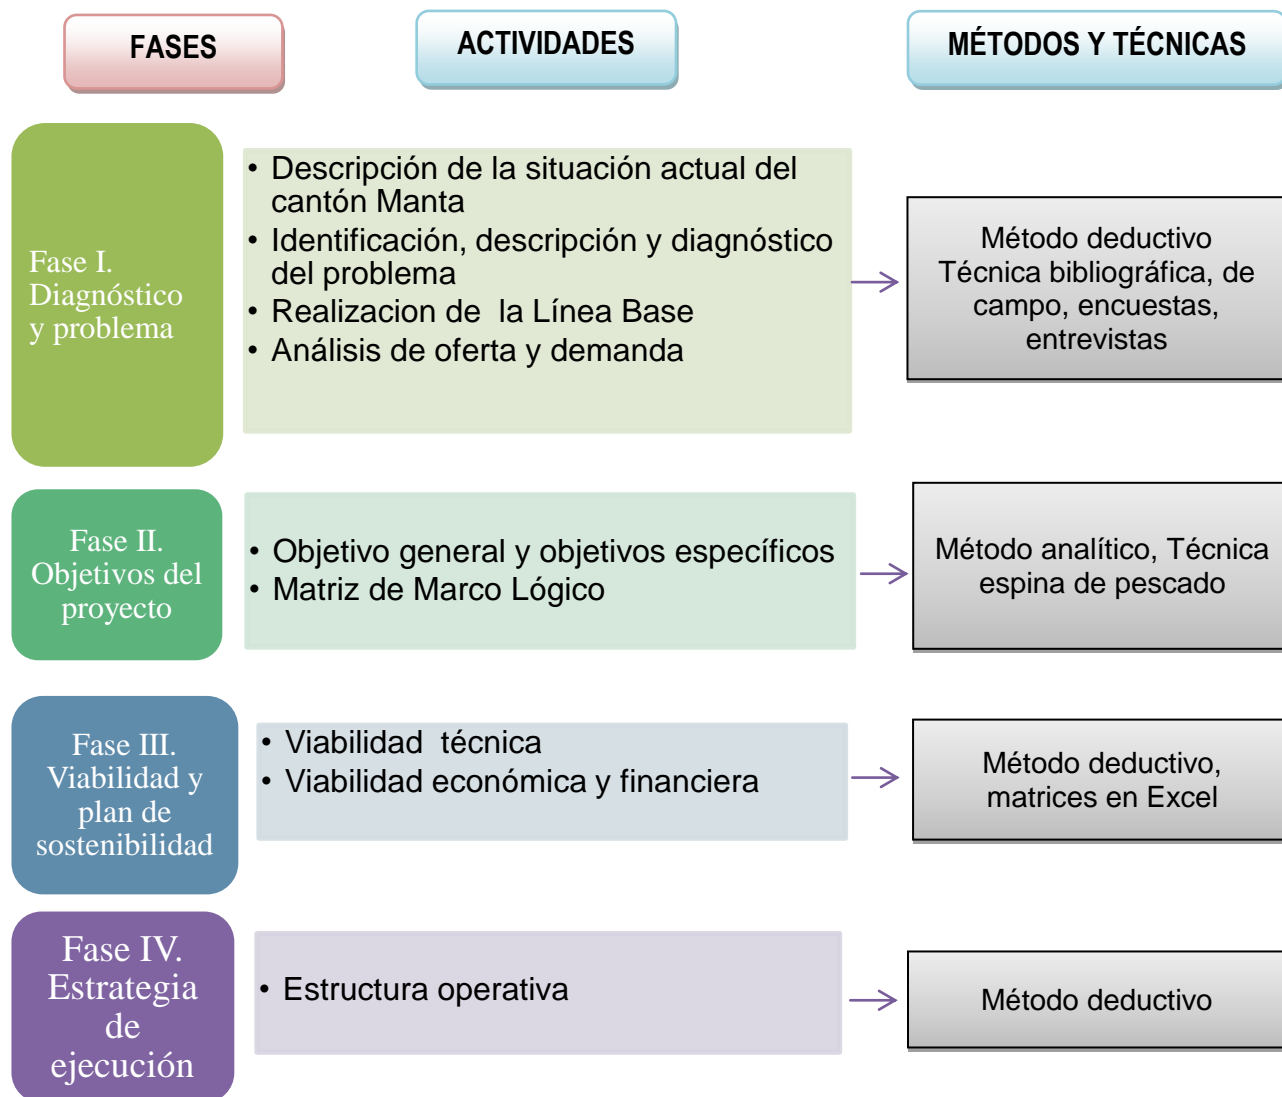 FASES
ACTIVIDADES
MÉTODOS Y TÉCNICAS
Fase I.
Diagnóstico
y problema
• Descripción de la situación actual del
cantón Manta
• Identificación, descripción y diagnóstico
del problema
• Realizacion de  la Línea Base
• Análisis de oferta y demanda
Método deductivo
Técnica bibliográfica, de
campo, encuestas,
entrevistas
Fase II.
Objetivos del
proyecto
• Objetivo general y objetivos específicos
• Matriz de Marco Lógico
Método analítico, Técnica
espina de pescado
Fase III.
Viabilidad y
plan de
sostenibilidad
• Viabilidad  técnica
• Viabilidad económica y financiera
Método deductivo,
matrices en Excel
Fase IV.
Estrategia
de
ejecución
• Estructura operativa
Método deductivo